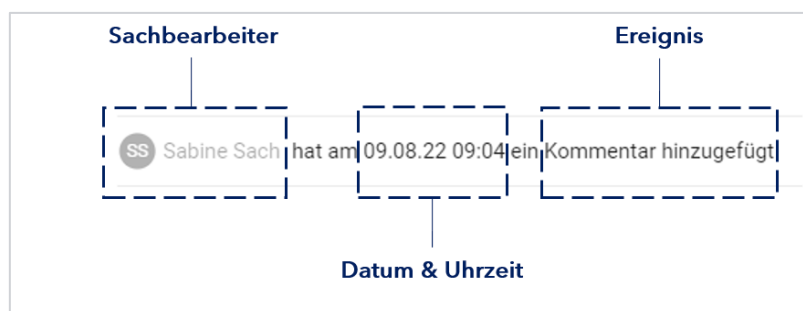 Sachbearbeiter Ereignis
SS Sabine Sach hat am 09.08.22 09:04 ein Kommentar hinzugefügt
Datum & Uhrzeit